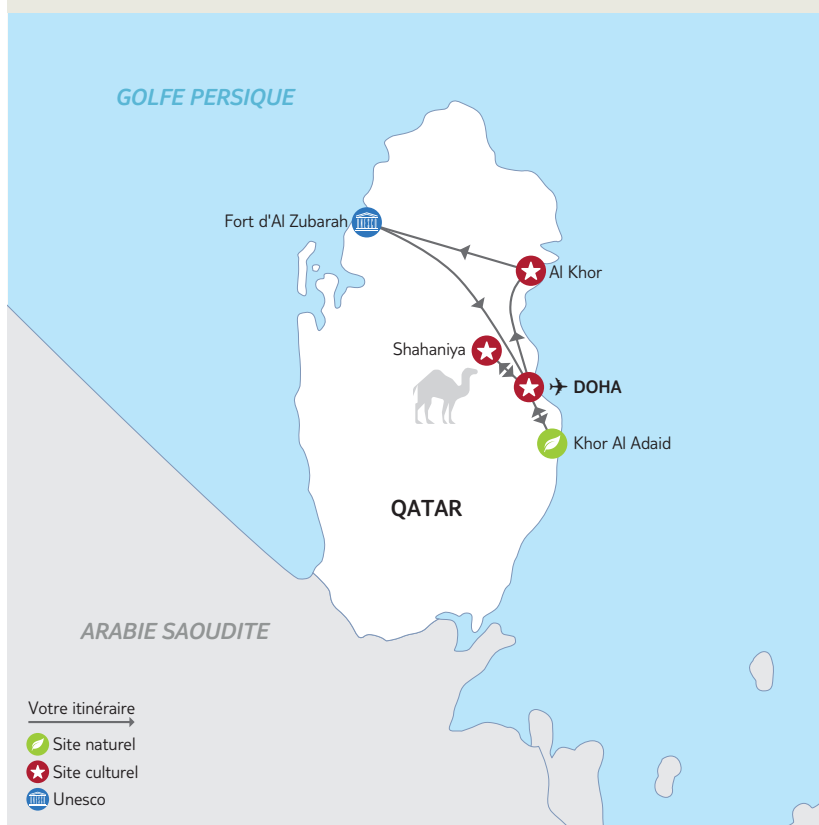 GOLFE PERSIQUE
Fort d'Al Zubarah
Al Khor
Shahaniya
DOHA
Khor Al Adaid
QATAR
ARABIE SAOUDITE
Votre itinéraire
Site naturel
Site culturel
Unesco